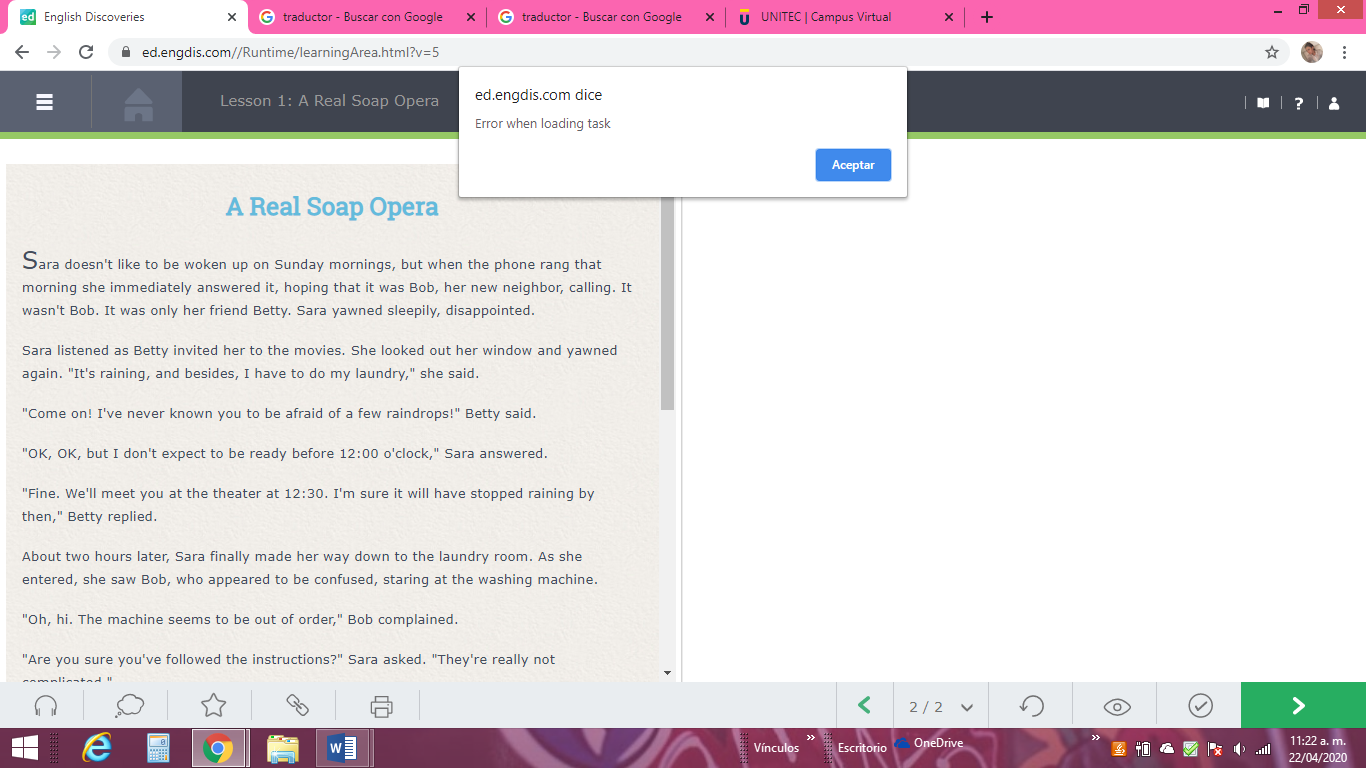 English Discoveries
traductor - Buscar con Google
traductor - Buscar con Google
UNITEC | Campus Virtual
ed.engdis.com//Runtime/learningArea.html?v=5
Lesson 1: A Real Soap Opera
ed.engdis.com dice
Error when loading task
Aceptar
A Real Soap Opera
Sara doesn't like to be woken up on Sunday mornings, but when the phone rang that
morning she immediately answered it, hoping that it was Bob, her new neighbor, calling. It
wasn't Bob. It was only her friend Betty. Sara yawned sleepily, disappointed.
Sara listened as Betty invited her to the movies. She looked out her window and yawned
again. "It's raining, and besides, I have to do my laundry," she said.
"Come on! I've never known you to be afraid of a few raindrops!" Betty said.
"OK, OK, but I don't expect to be ready before 12:00 o'clock," Sara answered.
"Fine. We'll meet you at the theater at 12:30. I'm sure it will have stopped raining by
then," Betty replied.
About two hours later, Sara finally made her way down to the laundry room. As she
entered, she saw Bob, who appeared to be confused, staring at the washing machine.
"Oh, hi. The machine seems to be out of order," Bob complained.
"Are you sure you've followed the instructions?" Sara asked. "They're really not
complicated."
2 / 2
Vínculos
Escritorio
OneDrive
11:22 a. m.
22/04/2020